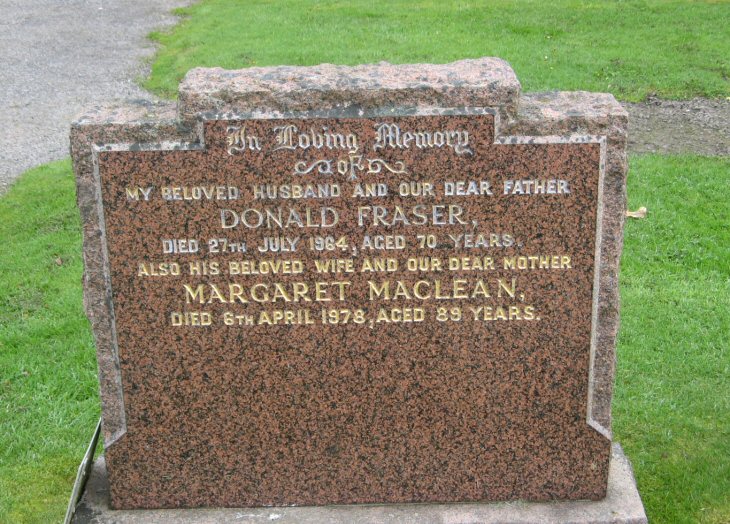 In Loving Memory
of
MY BELOVED HUSBAND AND OUR DEAR FATHER
DONALD FRASER.
DIED 27TH JULY 1964, AGED 70 YEARS.
ALSO HIS BELOVED WIFE AND OUR DEAR MOTHER
MARGARET MACLEAN,
DIED 6TH APRIL 1978, AGED 89 YEARS.